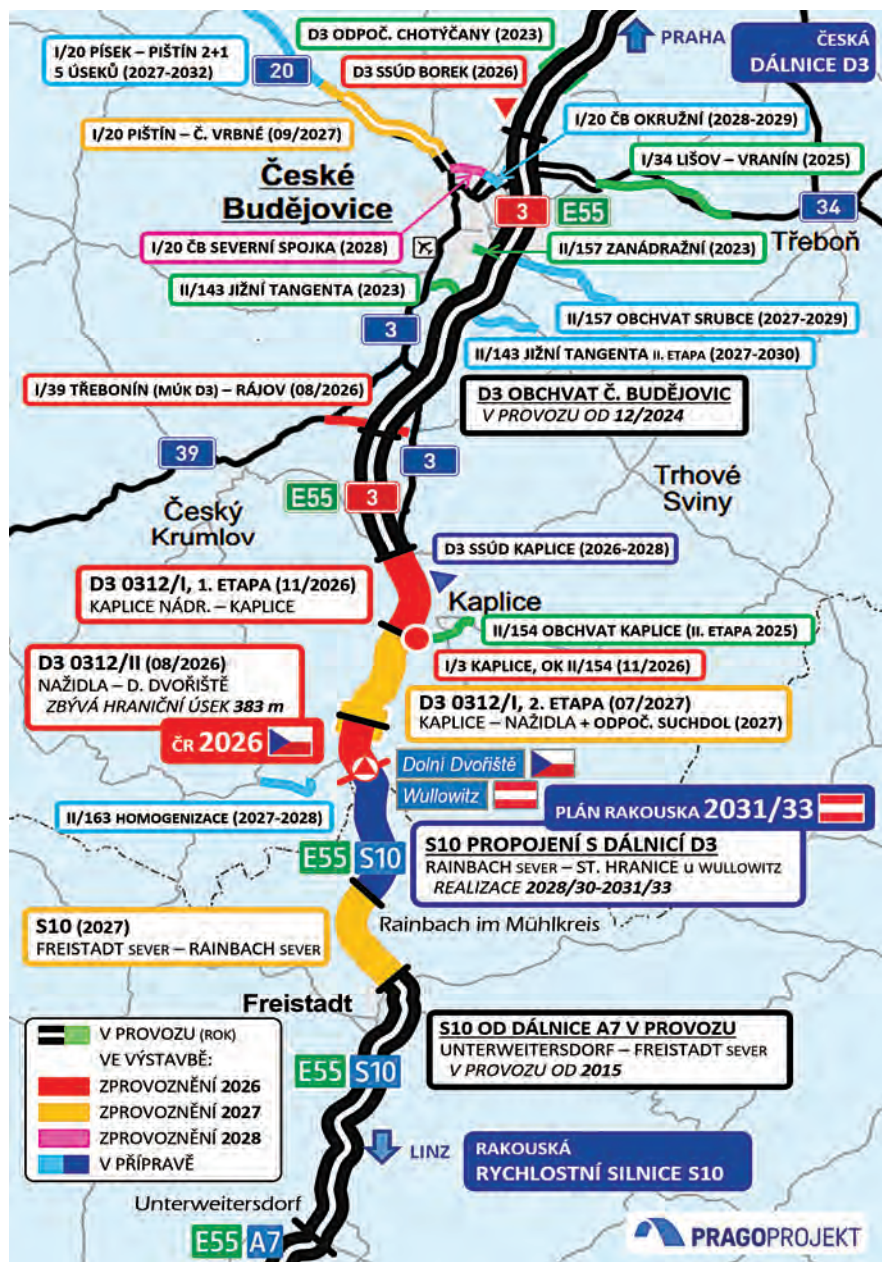 D3 ODPOČ. CHOTÝČANY (2023)
PRAHA
ČESKÁ
DÁLNICE D3
I/20 PÍSEK – PIŠTÍN 2+1
5 ÚSEKŮ (2027-2032)
20
D3 SSÚD BOREK (2026)
I/20 PIŠTÍN – Č. VRBNÉ (09/2027)
I/20 ČB OKRUŽNÍ (2028-2029)
I/34 LIŠOV – VRANÍN (2025)
České
Budějovice
3
E55
34
Třeboň
I/20 ČB SEVERNÍ SPOJKA (2028)
II/157 ZANÁDRAŽNÍ (2023)
II/143 JIŽNÍ TANGENTA (2023)
3
II/157 OBCHVAT SRUBCE (2027-2029)
II/143 JIŽNÍ TANGENTA II. ETAPA (2027-2030)
I/39 TŘEBONÍN (MÚK D3) – RÁJOV (08/2026)
D3 OBCHVAT Č. BUDĚJOVIC
V PROVOZU OD 12/2024
39
3
E55
3
Trhové
Sviny
Český
Krumlov
D3 SSÚD KAPLICE (2026-2028)
D3 0312/I, 1. ETAPA (11/2026)
KAPLICE NÁDR. – KAPLICE
Kaplice
II/154 OBCHVAT KAPLICE (II. ETAPA 2025)
I/3 KAPLICE, OK II/154 (11/2026)
D3 0312/II (08/2026)
NAŽIDLA – D. DVOŘIŠTĚ
ZBÝVÁ HRANIČNÍ ÚSEK 383 m
D3 0312/I, 2. ETAPA (07/2027)
KAPLICE – NAŽIDLA + ODPOČ. SUCHDOL (2027)
ČR 2026
Dolní Dvořiště
Wullowitz
PLÁN RAKOUSKA 2031/33
II/163 HOMOGENIZACE (2027-2028)
E55 S10
S10 PROPOJENÍ S DÁLNICÍ D3
RAINBACH SEVER – ST. HRANICE u WULLOWITZ
REALIZACE 2028/30-2031/33
S10 (2027)
FREISTADT SEVER – RAINBACH SEVER
Rainbach im Mühlkreis
Freistadt
V PROVOZU (ROK)
VE VÝSTAVBĚ:
ZPROVOZNĚNÍ 2026
ZPROVOZNĚNÍ 2027
ZPROVOZNĚNÍ 2028
V PŘÍPRAVĚ
E55 S10
S10 OD DÁLNICE A7 V PROVOZU
UNTERWEITERSDORF – FREISTADT SEVER
V PROVOZU OD 2015
LINZ
RAKOUSKÁ
RYCHLOSTNÍ SILNICE S10
Unterweitersdorf
E55 A7
PRAGOPROJEKT